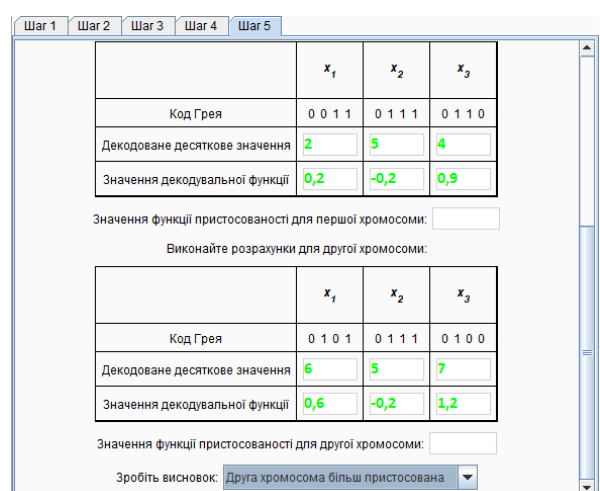 Шаг 1 Шаг 2 Шаг 3 Шаг 4 Шаг 5
x1 x2 x3
Код Грея 0 0 1 1 0 1 1 1 0 1 1 0
Декодоване десяткове значення 2 5 4
Значення декодувальної функції 0,2 -0,2 0,9
Значення функції пристосованості для першої хромосоми:
Виконайте розрахунки для другої хромосоми:
x1 x2 x3
Код Грея 0 1 0 1 0 1 1 1 0 1 0 0
Декодоване десяткове значення 6 5 7
Значення декодувальної функції 0,6 -0,2 1,2
Значення функції пристосованості для другої хромосоми:
Зробіть висновок: Друга хромосома більш пристосована